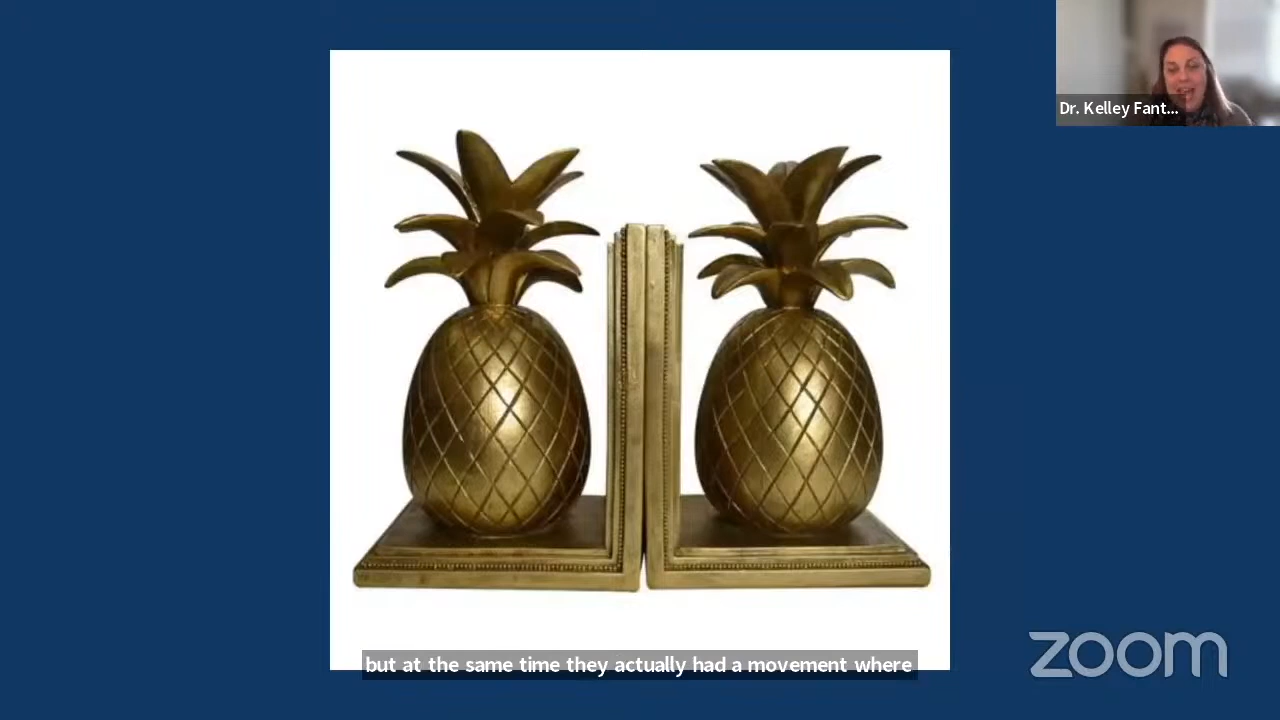 Dr. Kelley Fant...
but at the same time they actually had a movement where
zoom